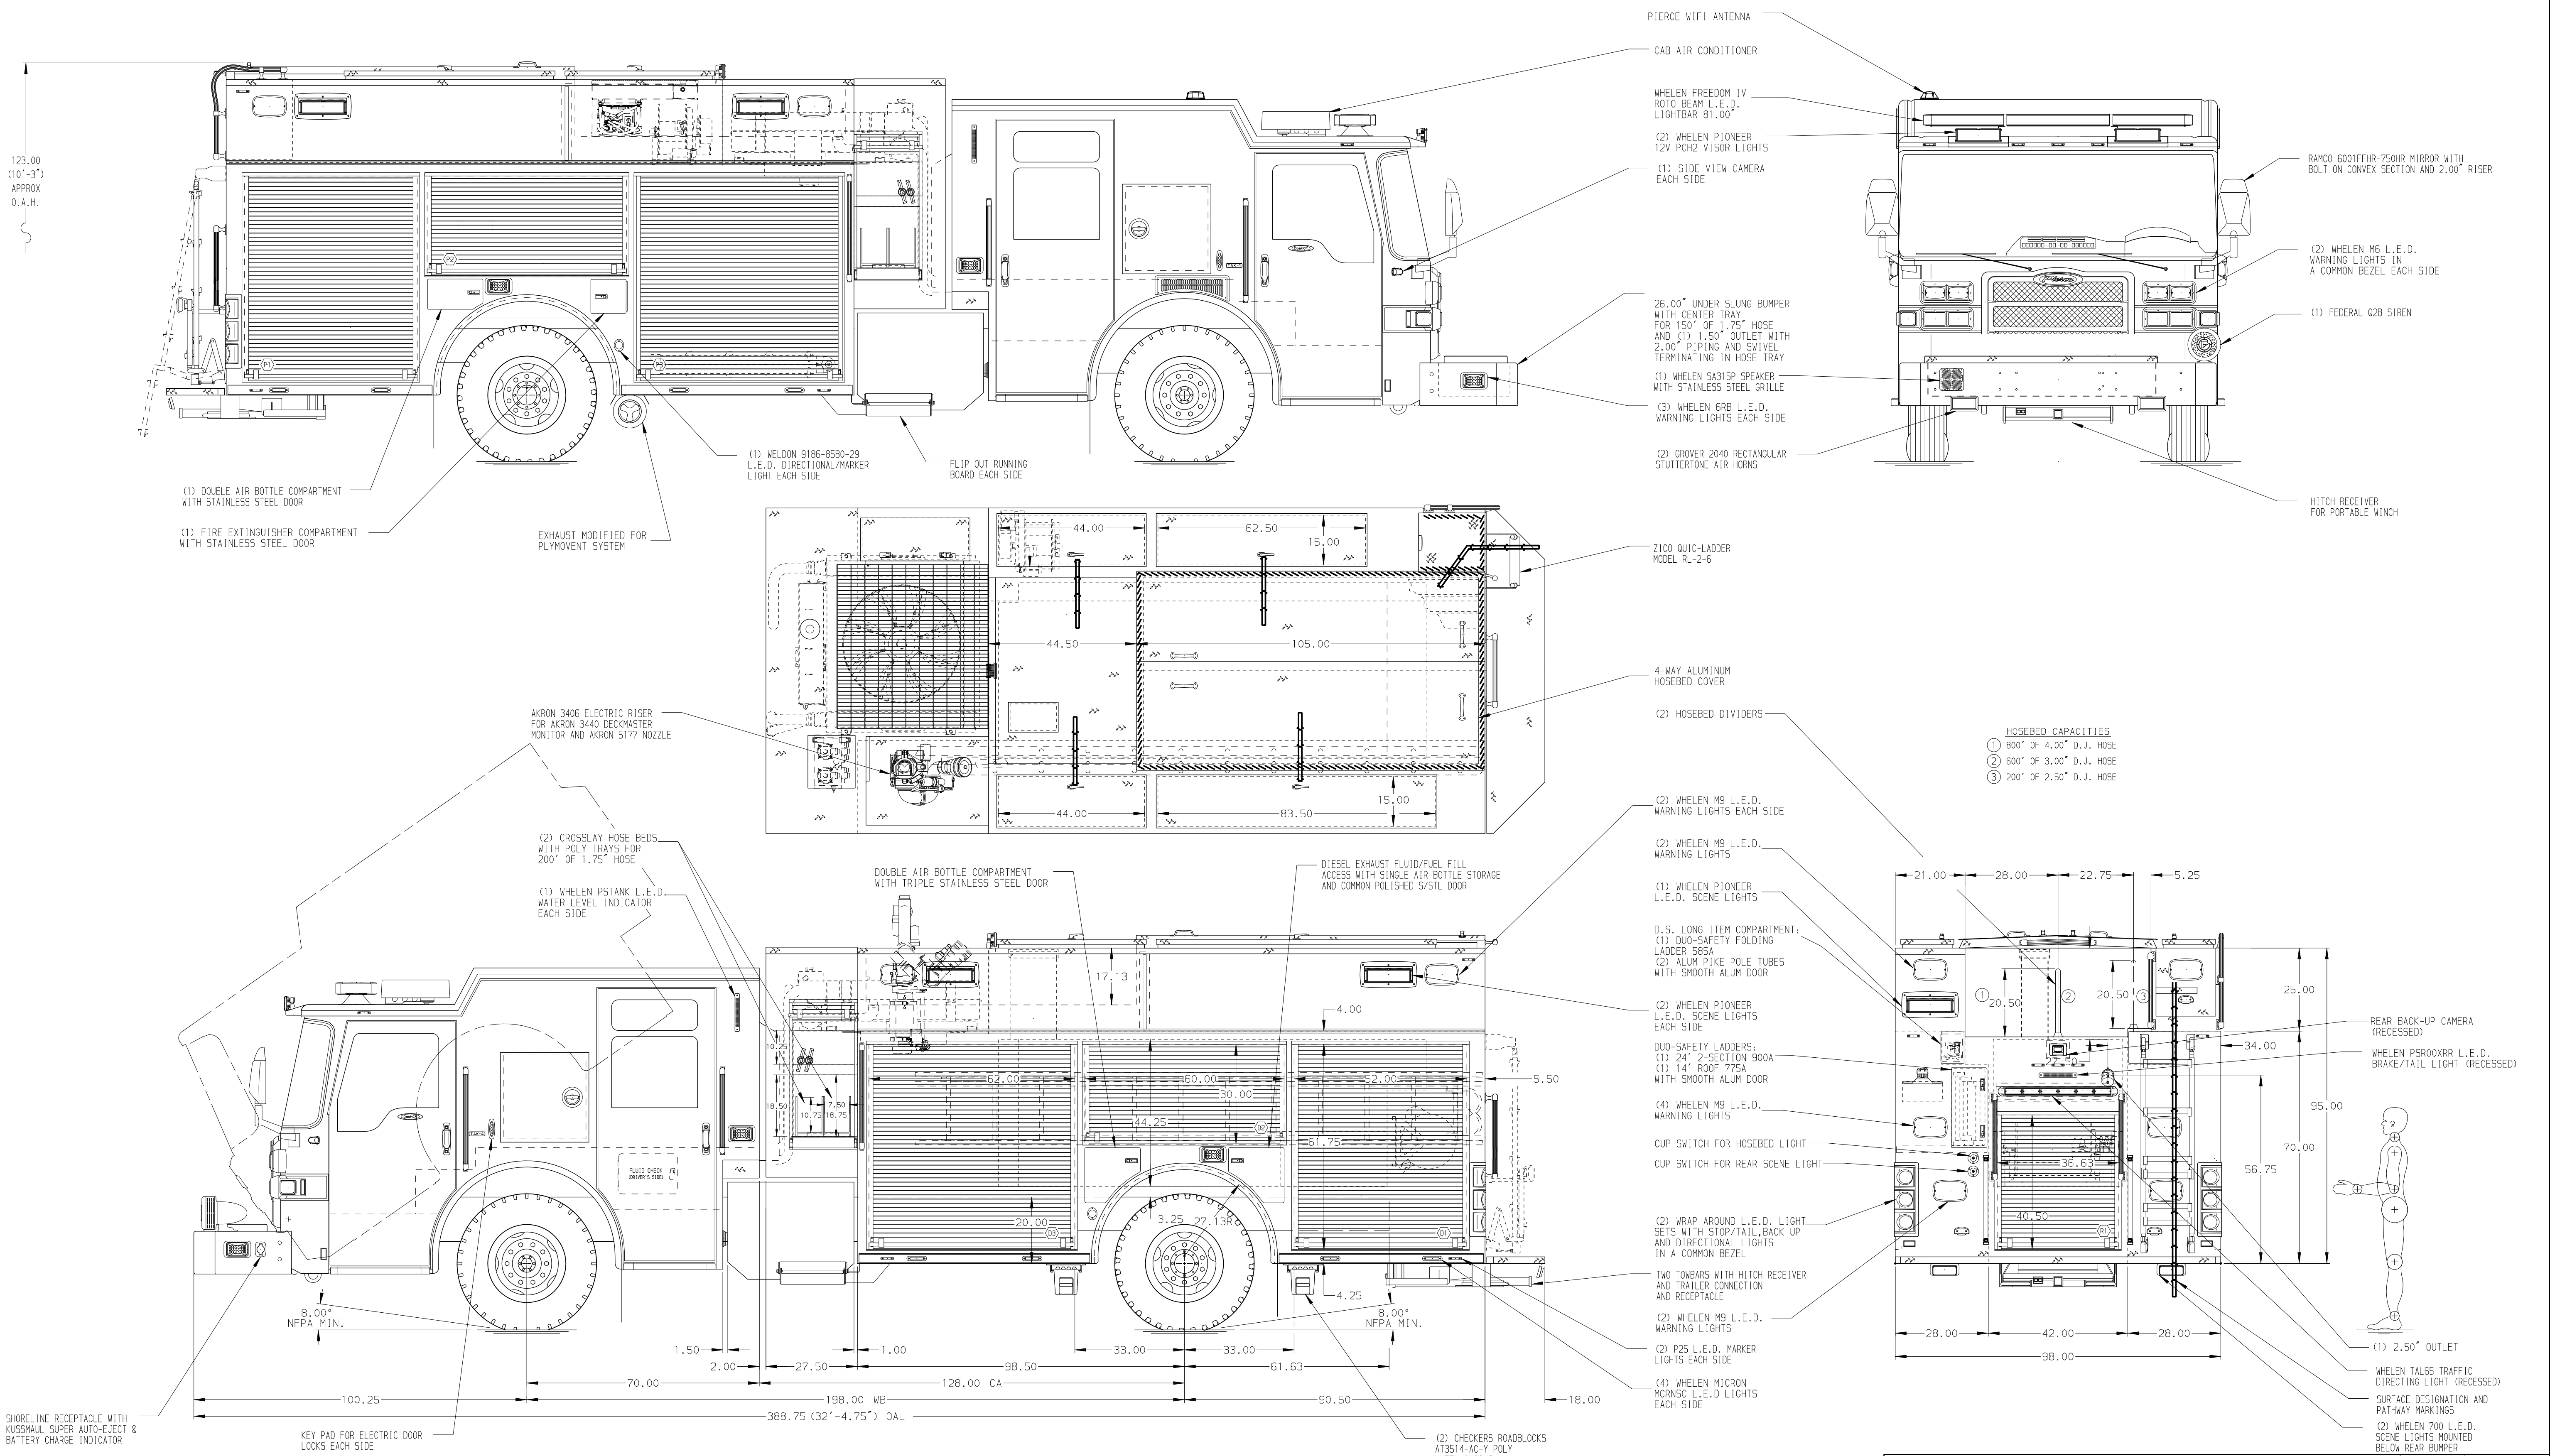 PIERCE WIFI ANTENNA
CAB AIR CONDITIONER
WHELEN FREEDOM IV
ROTO BEAM L.E.D.
LIGHTBAR 81.00"
(2) WHELEN PIONEER
12V PCH2 VISOR LIGHTS
(1) SIDE VIEW CAMERA
EACH SIDE
26.00" UNDER SLUNG BUMPER
WITH CENTER TRAY
FOR 150' OF 1.75" HOSE
AND (1) 1.50" OUTLET WITH
2.00" PIPING AND SWIVEL
TERMINATING IN HOSE TRAY
(1) WHELEN SA315P SPEAKER
WITH STAINLESS STEEL GRILLE
(3) WHELEN 6RB L.E.D.
WARNING LIGHTS EACH SIDE
(2) GROVER 2040 RECTANGULAR
STUTTERTONE AIR HORNS
RAMCO 6001FFHR-750HR MIRROR WITH
BOLT ON CONVEX SECTION AND 2.00" RISER
(2) WHELEN M6 L.E.D.
WARNING LIGHTS IN
A COMMON BEZEL EACH SIDE
(1) FEDERAL Q2B SIREN
HITCH RECEIVER
FOR PORTABLE WINCH
Pierce
123.00
(10'-3")
APPROX
O.A.H.
P1
P2
P3
TAK-4
(1) DOUBLE AIR BOTTLE COMPARTMENT
WITH STAINLESS STEEL DOOR
(1) FIRE EXTINGUISHER COMPARTMENT
WITH STAINLESS STEEL DOOR
EXHAUST MODIFIED FOR
PLYMOVENT SYSTEM
(1) WELDON 9186-8580-29
L.E.D. DIRECTIONAL/MARKER
LIGHT EACH SIDE
FLIP OUT RUNNING
BOARD EACH SIDE
44.00
62.50
15.00
44.50
105.00
44.00
83.50
15.00
ZICO QUIC-LADDER
MODEL RL-2-6
4-WAY ALUMINUM
HOSEBED COVER
AKRON 3406 ELECTRIC RISER
FOR AKRON 3440 DECKMASTER
MONITOR AND AKRON 5177 NOZZLE
(2) HOSEBED DIVIDERS
HOSEBED CAPACITIES
1 800' OF 4.00" D.J. HOSE
2 600' OF 3.00" D.J. HOSE
3 200' OF 2.50" D.J. HOSE
(2) CROSSLAY HOSE BEDS
WITH POLY TRAYS FOR
200' OF 1.75" HOSE
(1) WHELEN PSTANK L.E.D.
WATER LEVEL INDICATOR
EACH SIDE
DOUBLE AIR BOTTLE COMPARTMENT
WITH TRIPLE STAINLESS STEEL DOOR
DIESEL EXHAUST FLUID/FUEL FILL
ACCESS WITH SINGLE AIR BOTTLE STORAGE
AND COMMON POLISHED S/STL DOOR
(2) WHELEN M9 L.E.D.
WARNING LIGHTS EACH SIDE
(2) WHELEN M9 L.E.D.
WARNING LIGHTS
(1) WHELEN PIONEER
L.E.D. SCENE LIGHTS
D.S. LONG ITEM COMPARTMENT:
(1) DUO-SAFETY FOLDING
LADDER 585A
(2) ALUM PIKE POLE TUBES
WITH SMOOTH ALUM DOOR
(2) WHELEN PIONEER
L.E.D. SCENE LIGHTS
EACH SIDE
DUO-SAFETY LADDERS:
(1) 24' 2-SECTION 900A
(1) 14' ROOF 775A
WITH SMOOTH ALUM DOOR
(4) WHELEN M9 L.E.D.
WARNING LIGHTS
CUP SWITCH FOR HOSEBED LIGHT
CUP SWITCH FOR REAR SCENE LIGHT
(2) WRAP AROUND L.E.D. LIGHT
SETS WITH STOP/TAIL,BACK UP
AND DIRECTIONAL LIGHTS
IN A COMMON BEZEL
TWO TOWBARS WITH HITCH RECEIVER
AND TRAILER CONNECTION
AND RECEPTACLE
(2) WHELEN M9 L.E.D.
WARNING LIGHTS
(2) P25 L.E.D. MARKER
LIGHTS EACH SIDE
(4) WHELEN MICRON
MCRNSC L.E.D LIGHTS
EACH SIDE
17.13
4.00
10.25
18.50
10.75
7.50
18.75
62.00
60.00
52.00
5.50
30.00
44.25
61.75
20.00
3.25
27.13R
4.25
D1
D2
D3
TAK-4
FLUID CHECK
(DRIVER'S SIDE)
8.00°
NFPA MIN.
8.00°
NFPA MIN.
1.50
2.00
27.50
1.00
98.50
33.00
33.00
61.63
70.00
128.00 CA
100.25
198.00 WB
90.50
18.00
388.75 (32'-4.75") OAL
SHORELINE RECEPTACLE WITH
KUSSMAUL SUPER AUTO-EJECT &
BATTERY CHARGE INDICATOR
KEY PAD FOR ELECTRIC DOOR
LOCKS EACH SIDE
(2) CHECKERS ROADBLOCKS
AT3514-AC-Y POLY
21.00
28.00
22.75
5.25
1
20.50
2
20.50
3
25.00
27.50
34.00
95.00
70.00
56.75
36.63
40.50
R1
28.00
42.00
28.00
98.00
REAR BACK-UP CAMERA
(RECESSED)
WHELEN PSR00XRR L.E.D.
BRAKE/TAIL LIGHT (RECESSED)
(1) 2.50" OUTLET
WHELEN TAL65 TRAFFIC
DIRECTING LIGHT (RECESSED)
SURFACE DESIGNATION AND
PATHWAY MARKINGS
(2) WHELEN 700 L.E.D.
SCENE LIGHTS MOUNTED
BELOW REAR BUMPER